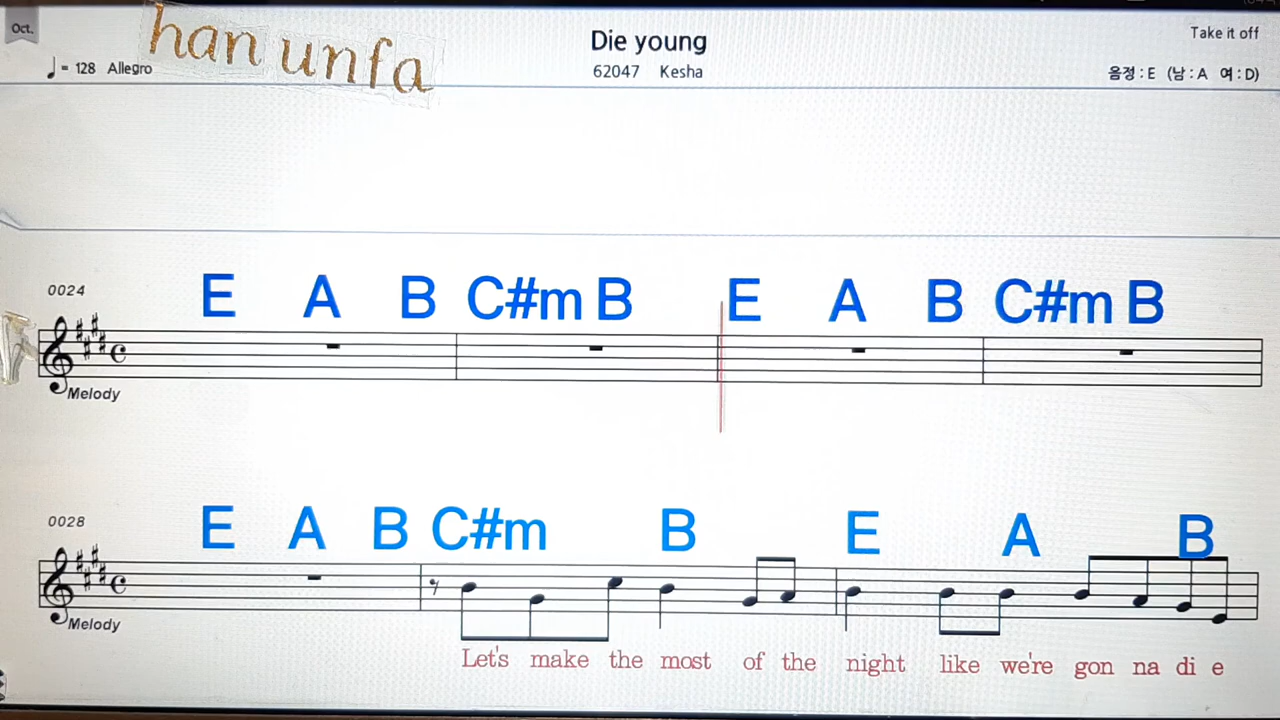 Oct.
han unfa
Die young
Take it off
♩= 128 Allegro
62047 Kesha
음정 : E (남 : A 여 : D)
E A B C#m B E A B C#m B
0024
Melody
E A B C#m B E A B
0028
Melody
Let's make the most of the night like we're gon na di e